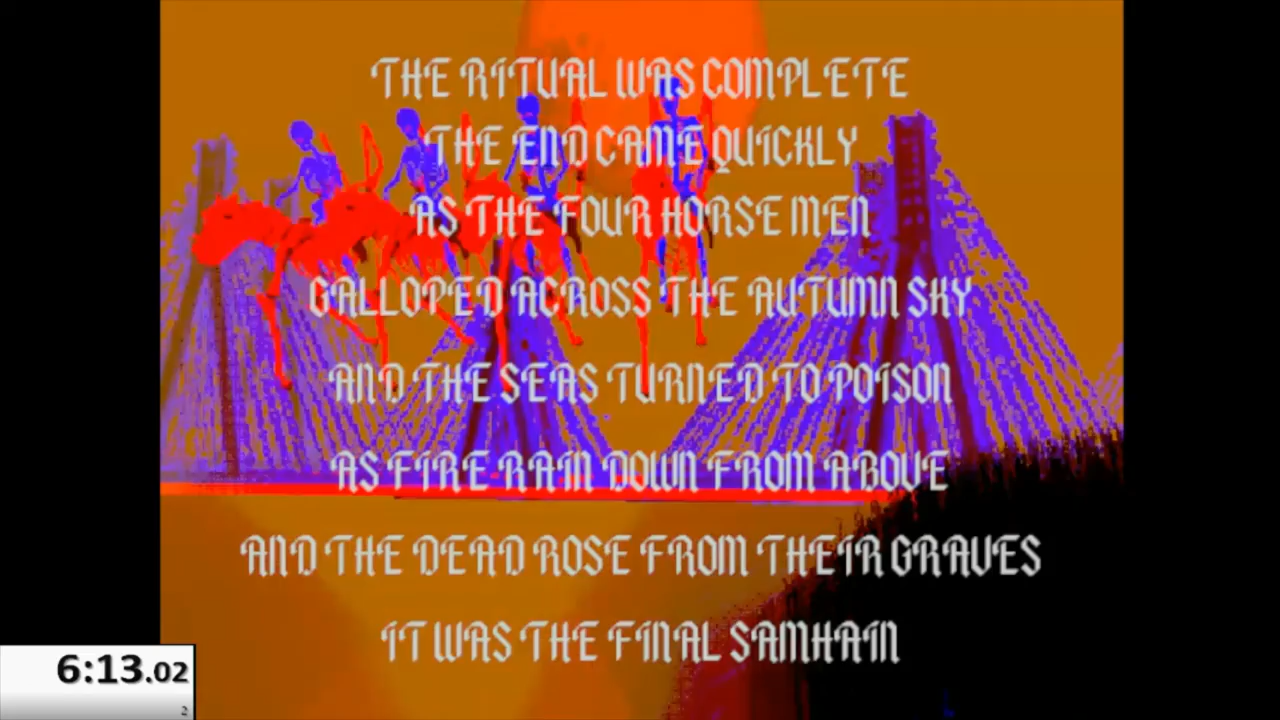 THE RITUAL WAS COMPLETE
THE END CAME QUICKLY
AS THE FOUR HORSE MEN
GALLOPED ACROSS THE AUTUMN SKY
AND THE SEAS TURNED TO POISON
AS FIRE RAIN DOWN FROM ABOVE
AND THE DEAD ROSE FROM THEIR GRAVES
IT WAS THE FINAL SAMHAIN
6:13.02
2